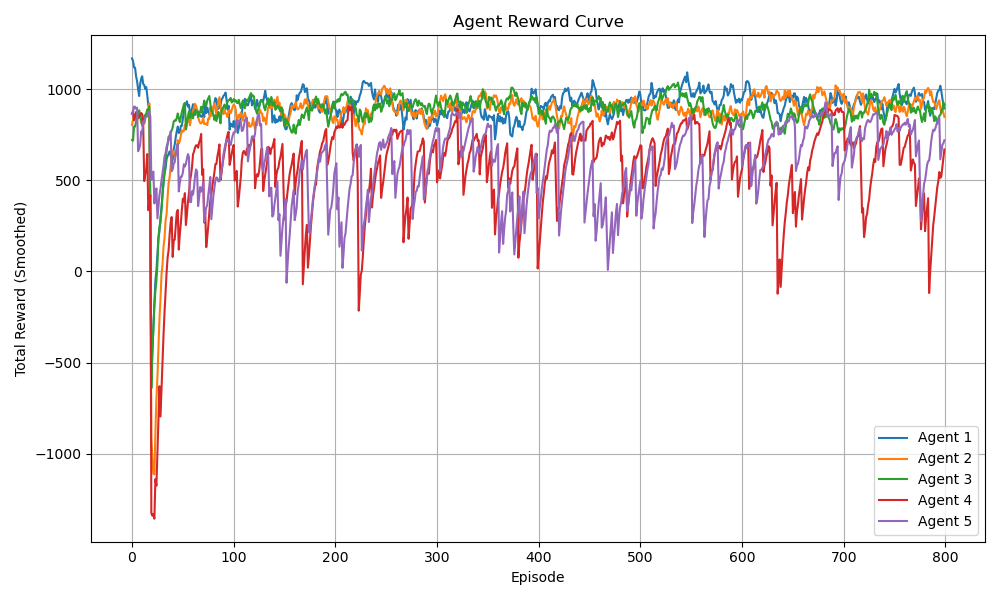 Agent Reward Curve
Total Reward (Smoothed)
1000
500
0
−500
−1000
0 100 200 300 400 500 600 700 800
Episode
Agent 1
Agent 2
Agent 3
Agent 4
Agent 5